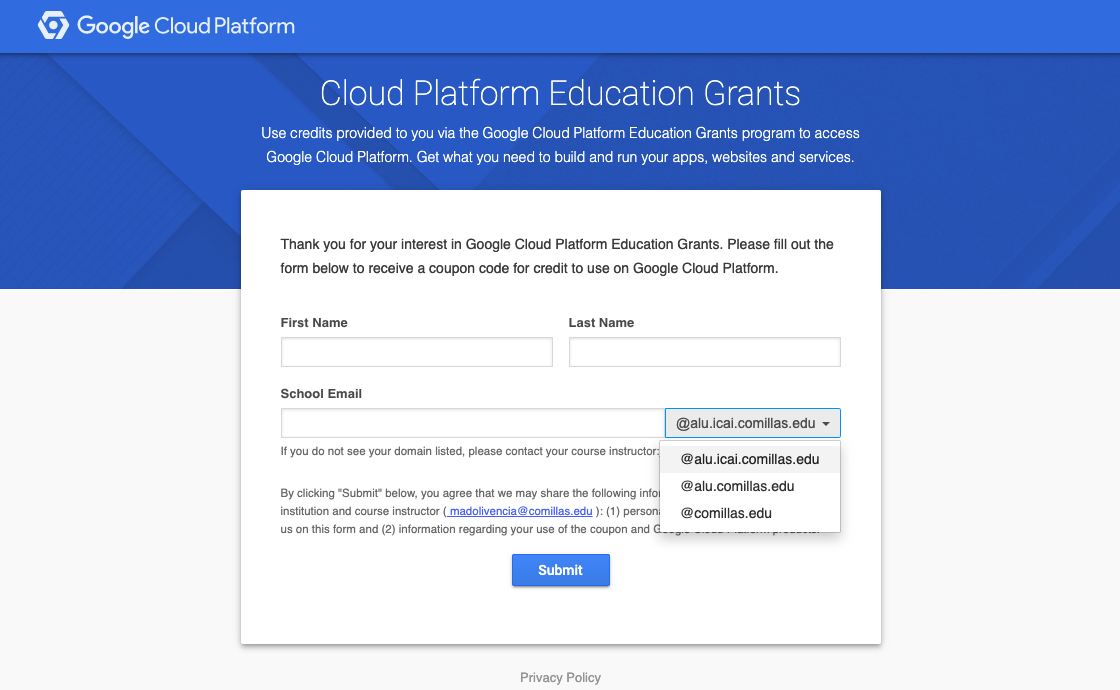 Google Cloud Platform
Cloud Platform Education Grants
Use credits provided to you via the Google Cloud Platform Education Grants program to access
Google Cloud Platform. Get what you need to build and run your apps, websites and services.
Thank you for your interest in Google Cloud Platform Education Grants. Please fill out the
form below to receive a coupon code for credit to use on Google Cloud Platform.
First Name Last Name
School Email
@alu.icai.comillas.edu
If you do not see your domain listed, please contact your course instructor:
@alu.icai.comillas.edu
@alu.comillas.edu
@comillas.edu
By clicking "Submit" below, you agree that we may share the following
institution and course instructor ( madolivencia@comillas.edu ): (1)
us on this form and (2) information regarding your use of the coupon and Google Cloud Platform products.
Submit
Privacy Policy